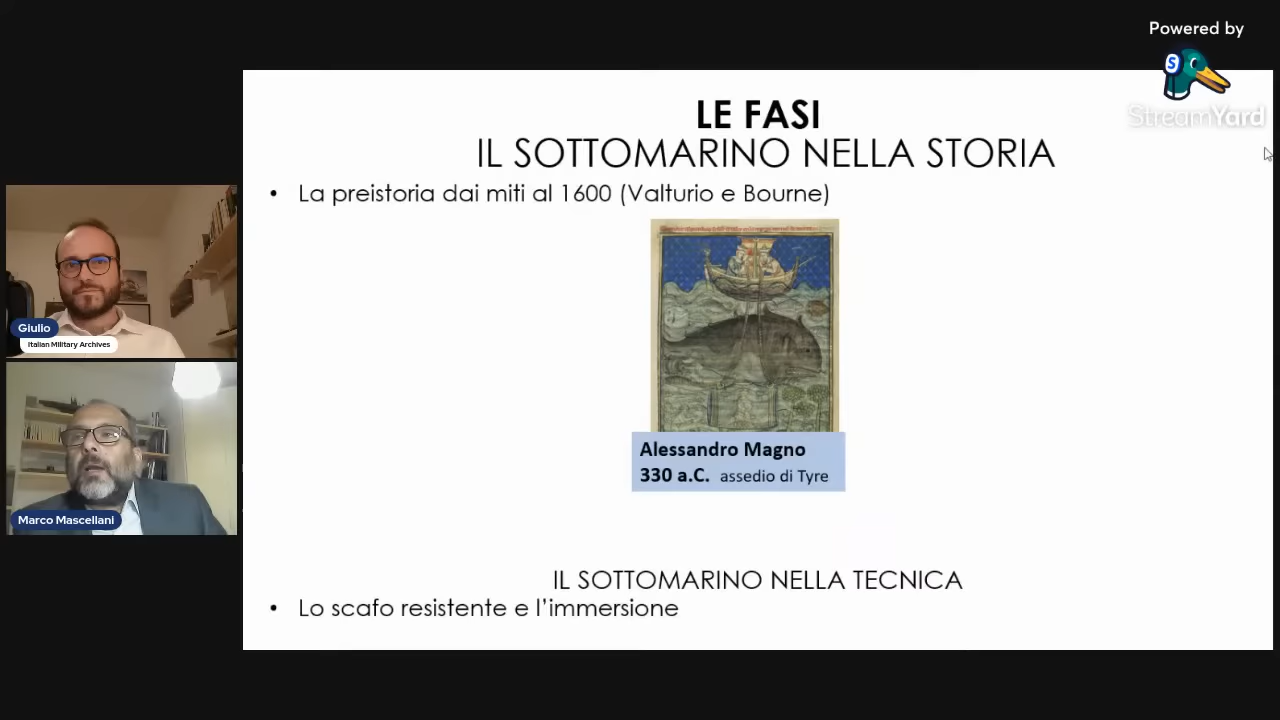 Powered by
S
StreamYard
LE FASI
IL SOTTOMARINO NELLA STORIA
• La preistoria dai miti al 1600 (Valturio e Bourne)
Giulio
Italian Military Archives
Alessandro Magno
330 a.C. assedio di Tyre
Marco Mascellani
IL SOTTOMARINO NELLA TECNICA
• Lo scafo resistente e l’immersione